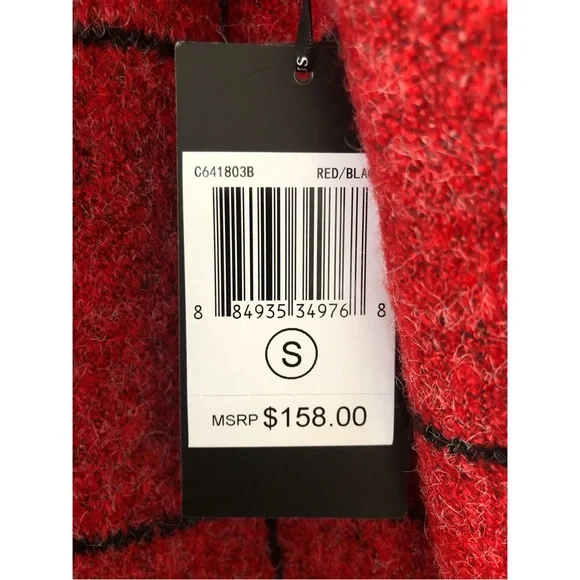 C641803B RED/BLAC
8 84935 34976 8
S
MSRP $158.00